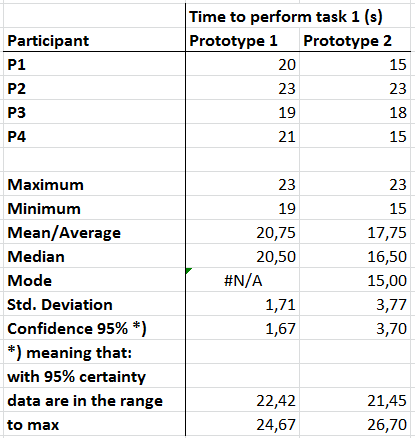 Time to perform task 1 (s)
Participant Prototype 1 Prototype 2
P1 20 15
P2 23 23
P3 19 18
P4 21 15
Maximum 23 23
Minimum 19 15
Mean/Average 20,75 17,75
Median 20,50 16,50
Mode #N/A 15,00
Std. Deviation 1,71 3,77
Confidence 95% *) 1,67 3,70
*) meaning that:
with 95% certainty
data are in the range 22,42 21,45
to max 24,67 26,70